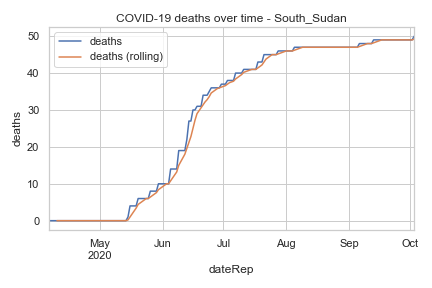 COVID-19 deaths over time - South_Sudan
deaths
deaths (rolling)
50
40
30
20
10
0
deaths
May
2020
Jun
Jul
Aug
Sep
Oct
dateRep